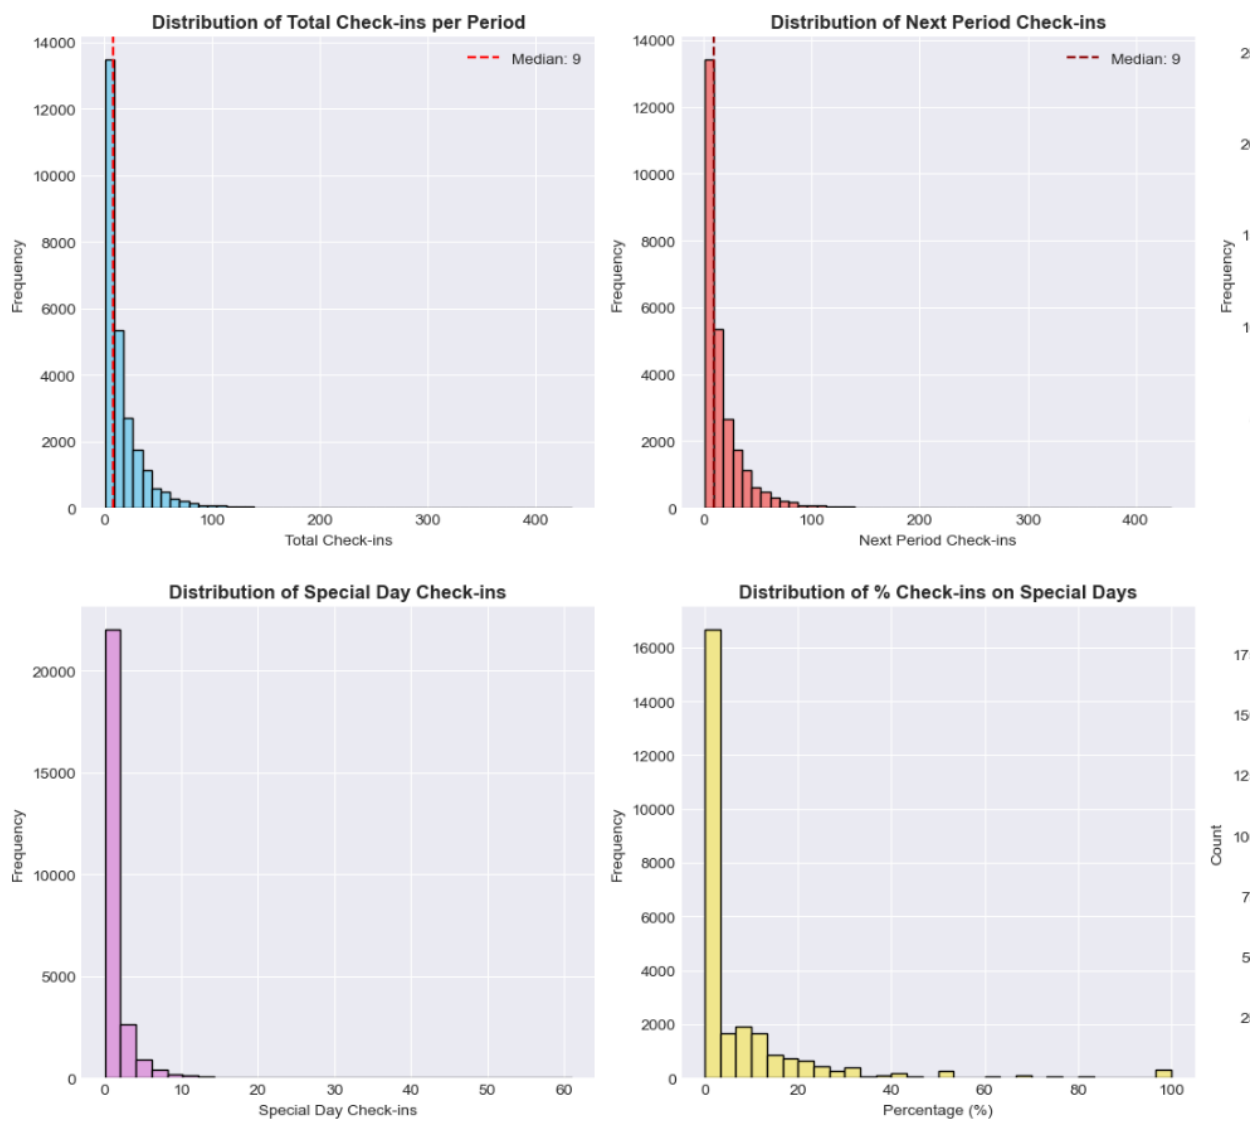 Distribution of Total Check-ins per Period
14000
12000
10000
8000
6000
4000
2000
0
Frequency
Median: 9
0 100 200 300 400
Total Check-ins
Distribution of Next Period Check-ins
14000
12000
10000
8000
6000
4000
2000
0
Frequency
Median: 9
0 100 200 300 400
Next Period Check-ins
Frequency
Distribution of Special Day Check-ins
20000
15000
10000
5000
0
Frequency
0 10 20 30 40 50 60
Special Day Check-ins
Distribution of % Check-ins on Special Days
16000
14000
12000
10000
8000
6000
4000
2000
0
Frequency
0 20 40 60 80 100
Percentage (%)
Count